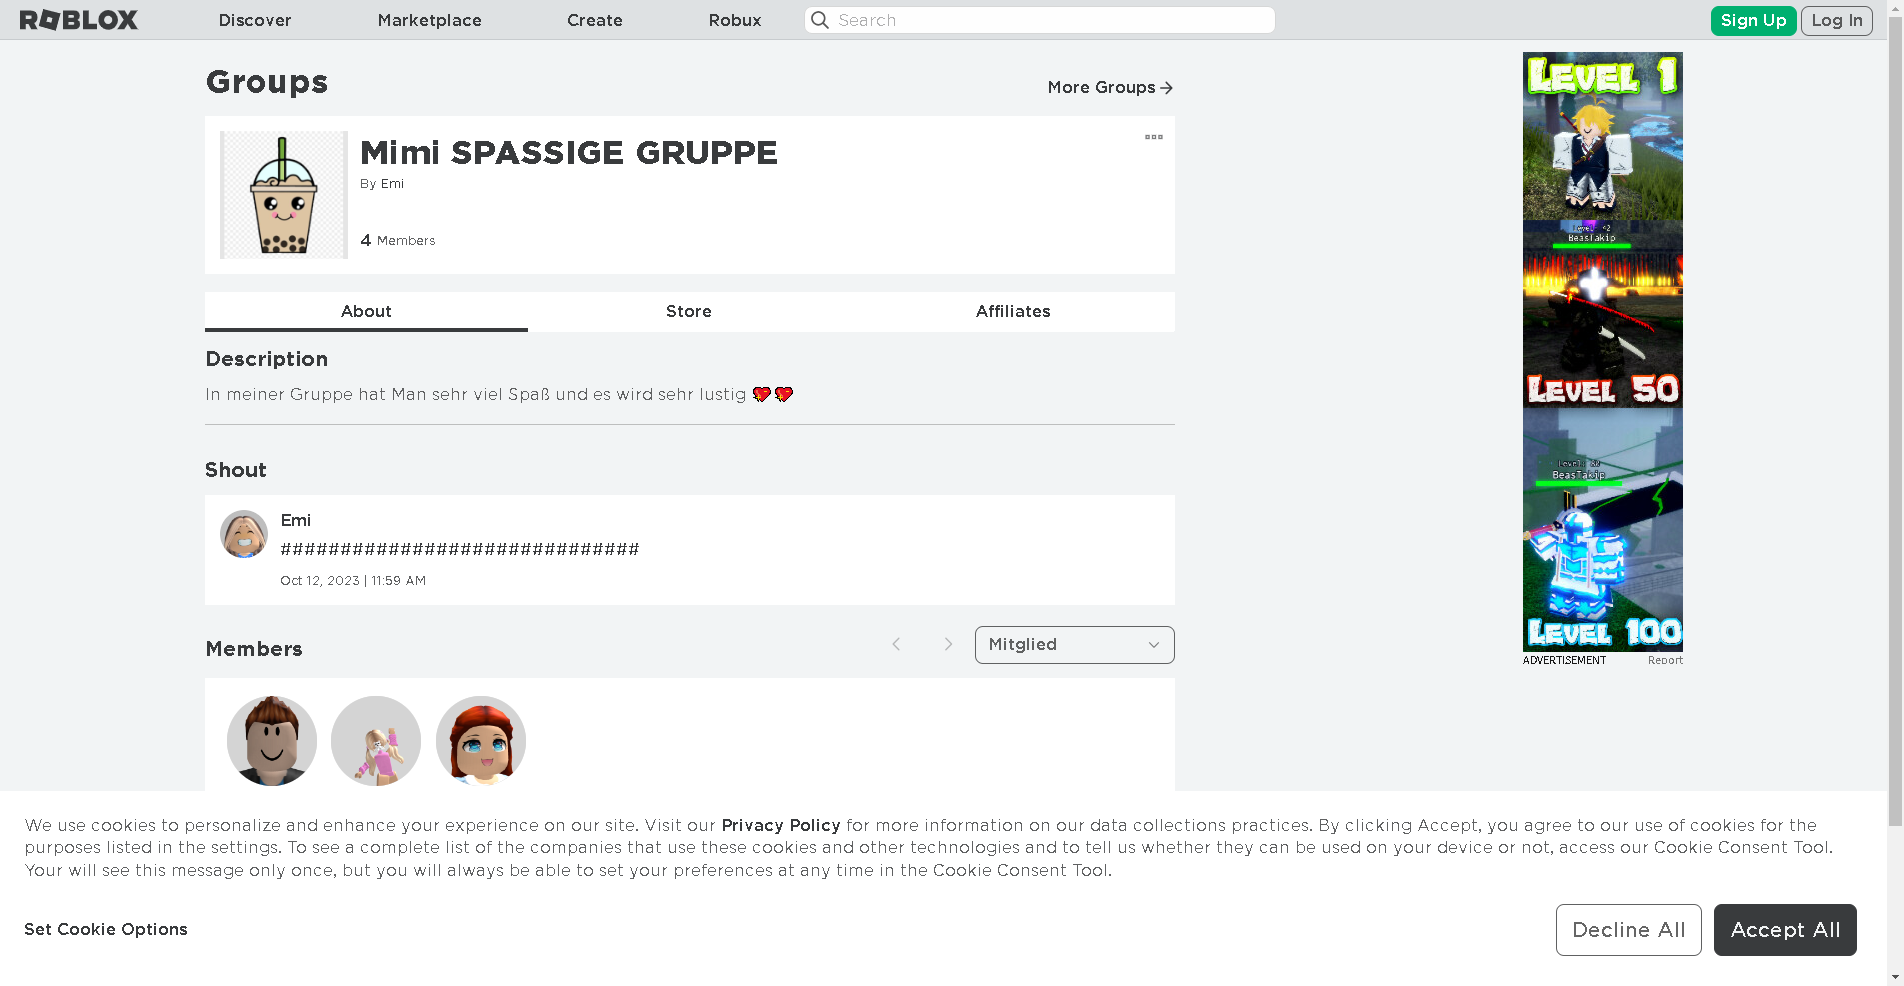 ROBLOX
Discover
Marketplace
Create
Robux
Search
Sign Up
Log In
Groups
More Groups
Mimi SPASSIGE GRUPPE
By Emi
4 Members
About
Store
Affiliates
Description
In meiner Gruppe hat Man sehr viel Spaß und es wird sehr lustig 💖💖
Shout
Emi
##############################
Oct 12, 2023 | 11:59 AM
Members
Mitglied
LEVEL 1
BeasTakip
LEVEL 50
BeasTakip
LEVEL 100
ADVERTISEMENT
Report
We use cookies to personalize and enhance your experience on our site. Visit our Privacy Policy for more information on our data collections practices. By clicking Accept, you agree to our use of cookies for the
purposes listed in the settings. To see a complete list of the companies that use these cookies and other technologies and to tell us whether they can be used on your device or not, access our Cookie Consent Tool.
Your will see this message only once, but you will always be able to set your preferences at any time in the Cookie Consent Tool.
Set Cookie Options
Decline All
Accept All